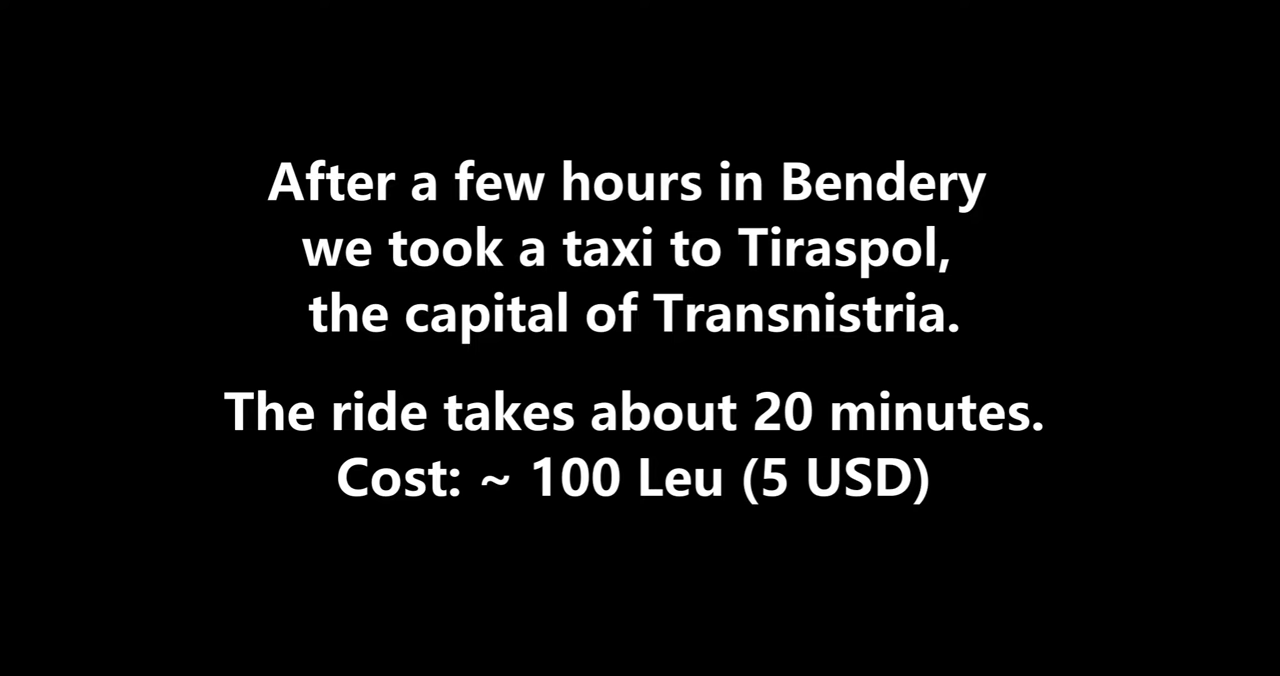 After a few hours in Bendery
we took a taxi to Tiraspol,
the capital of Transnistria.
The ride takes about 20 minutes.
Cost: ~ 100 Leu (5 USD)